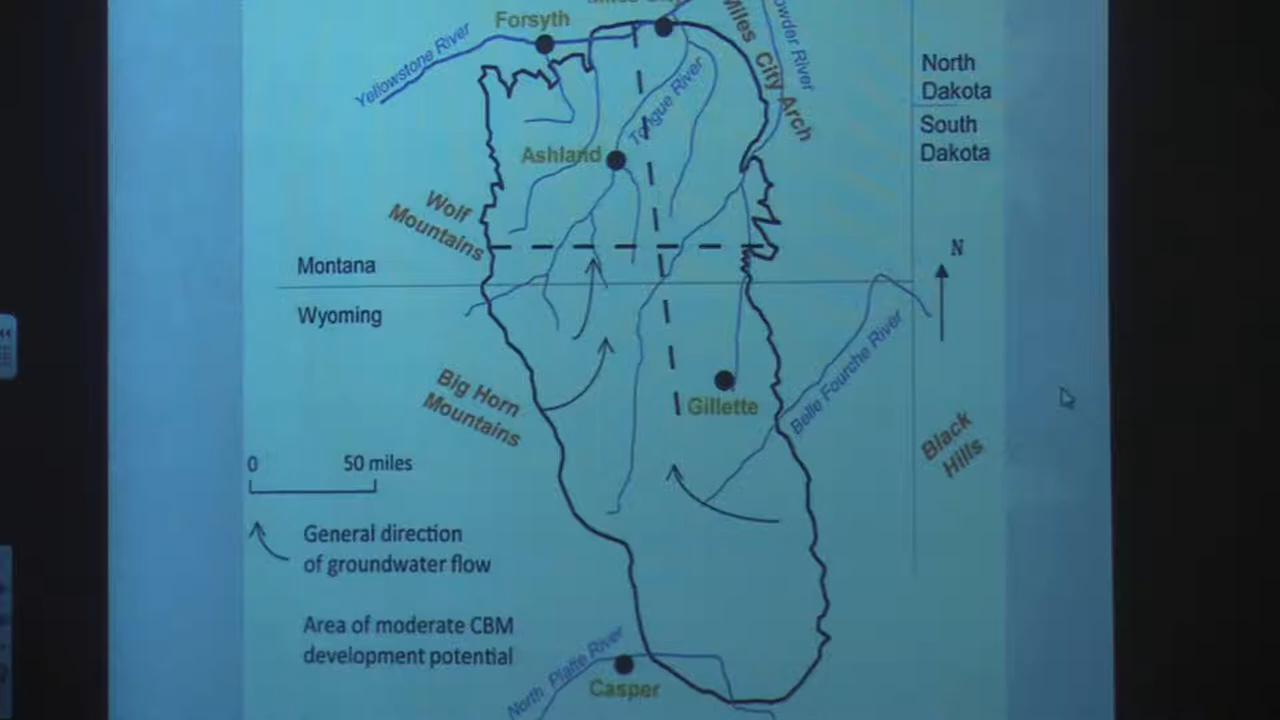 Forsyth
Miles City Arch
Powder River
Yellowstone River
North
Dakota
South
Dakota
Tongue River
Ashland
Wolf
Mountains
Montana
N
Wyoming
Big Horn
Mountains
Gillette
Belle Fourche River
Black
Hills
0 50 miles
General direction
of groundwater flow
Area of moderate CBM
development potential
North Platte River
Casper